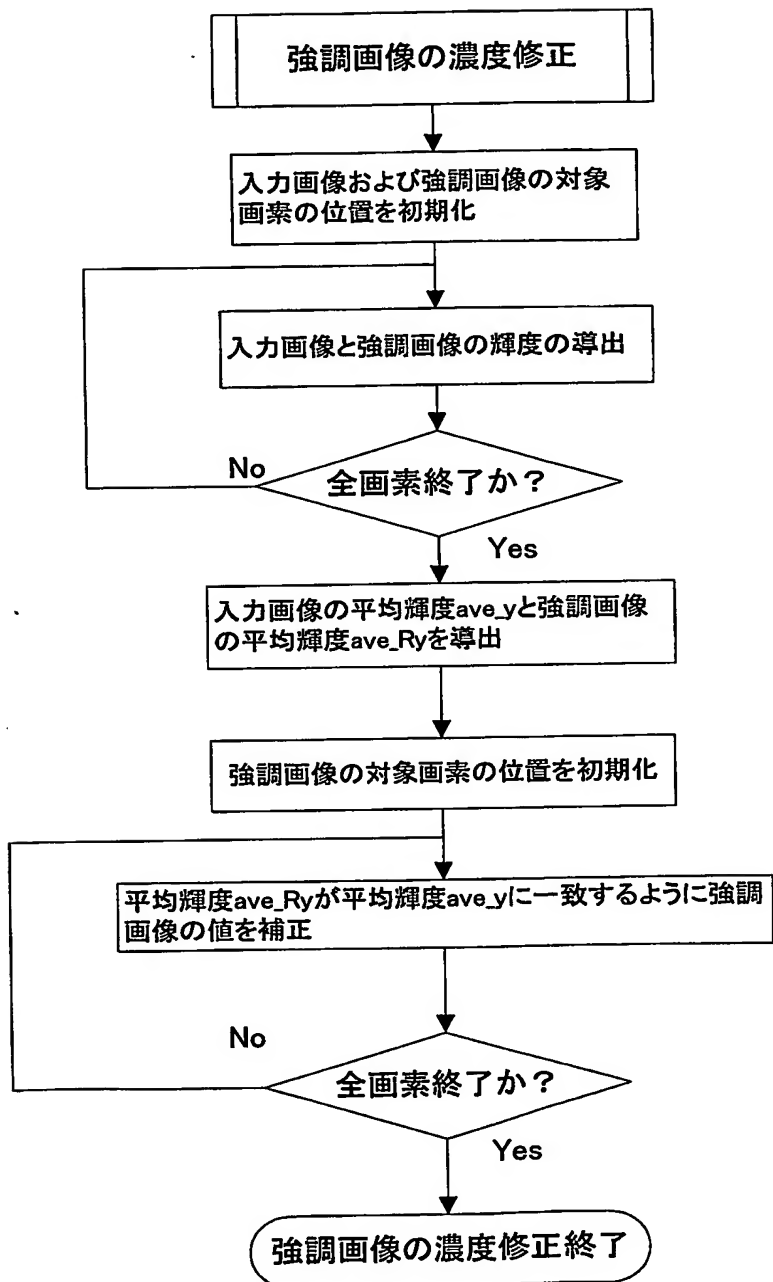 強調画像の濃度修正
入力画像および強調画像の対象
画素の位置を初期化
入力画像と強調画像の輝度の導出
No
全画素終了か？
Yes
入力画像の平均輝度ave_yと強調画像
の平均輝度ave_Ryを導出
強調画像の対象画素の位置を初期化
平均輝度ave_Ryが平均輝度ave_yに一致するように強調
画像の値を補正
No
全画素終了か？
Yes
強調画像の濃度修正終了